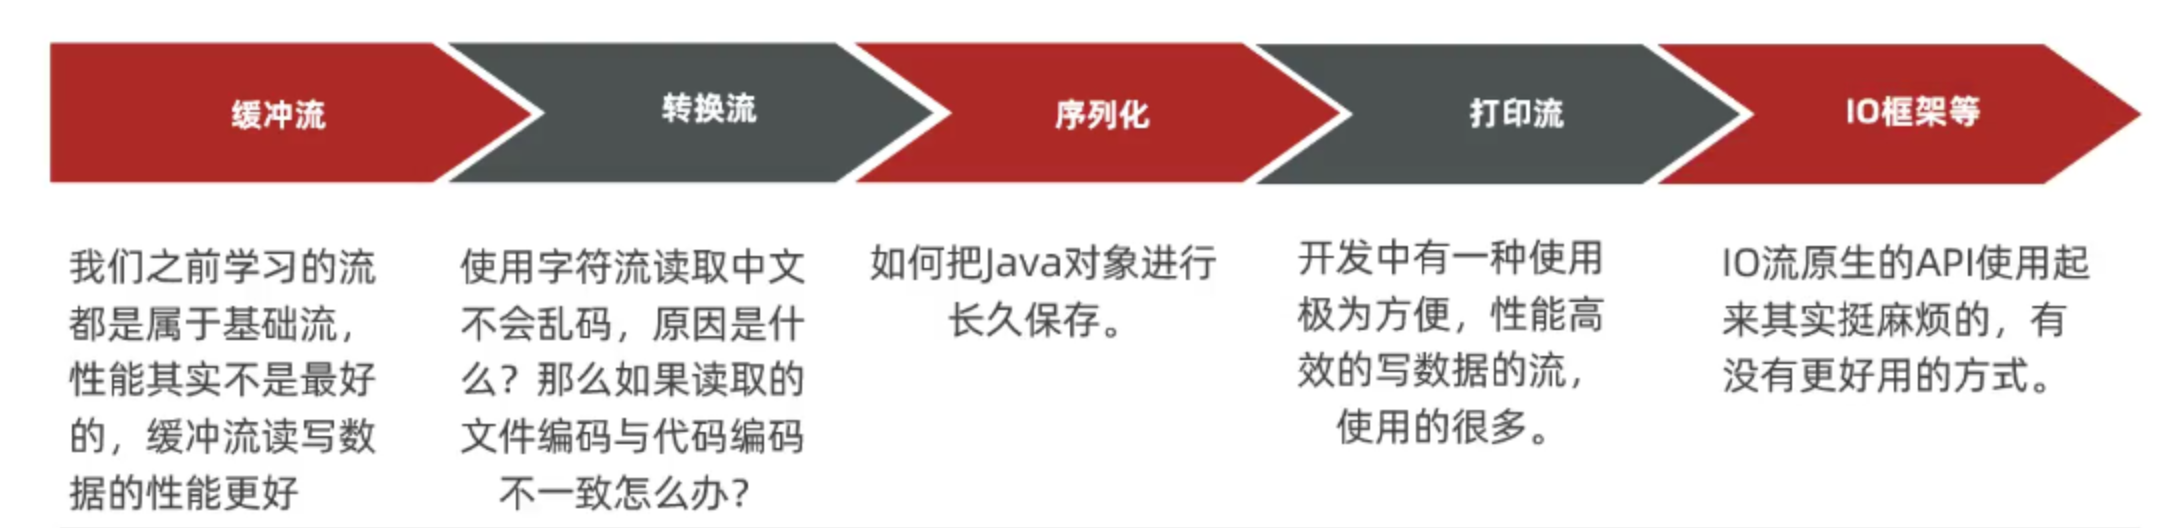 缓冲流
转换流
序列化
打印流
IO框架等
我们之前学习的流
都是属于基础流，
性能其实不是最好
的，缓冲流读写数
据的性能更好
使用字符流读取中文
不会乱码，原因是什
么？那么如果读取的
文件编码与代码编码
不一致怎么办？
如何把Java对象进行
长久保存。
开发中有一种使用
极为方便，性能高
效的写数据的流，
使用的很多。
IO流原生的API使用起
来其实挺麻烦的，有
没有更好用的方式。